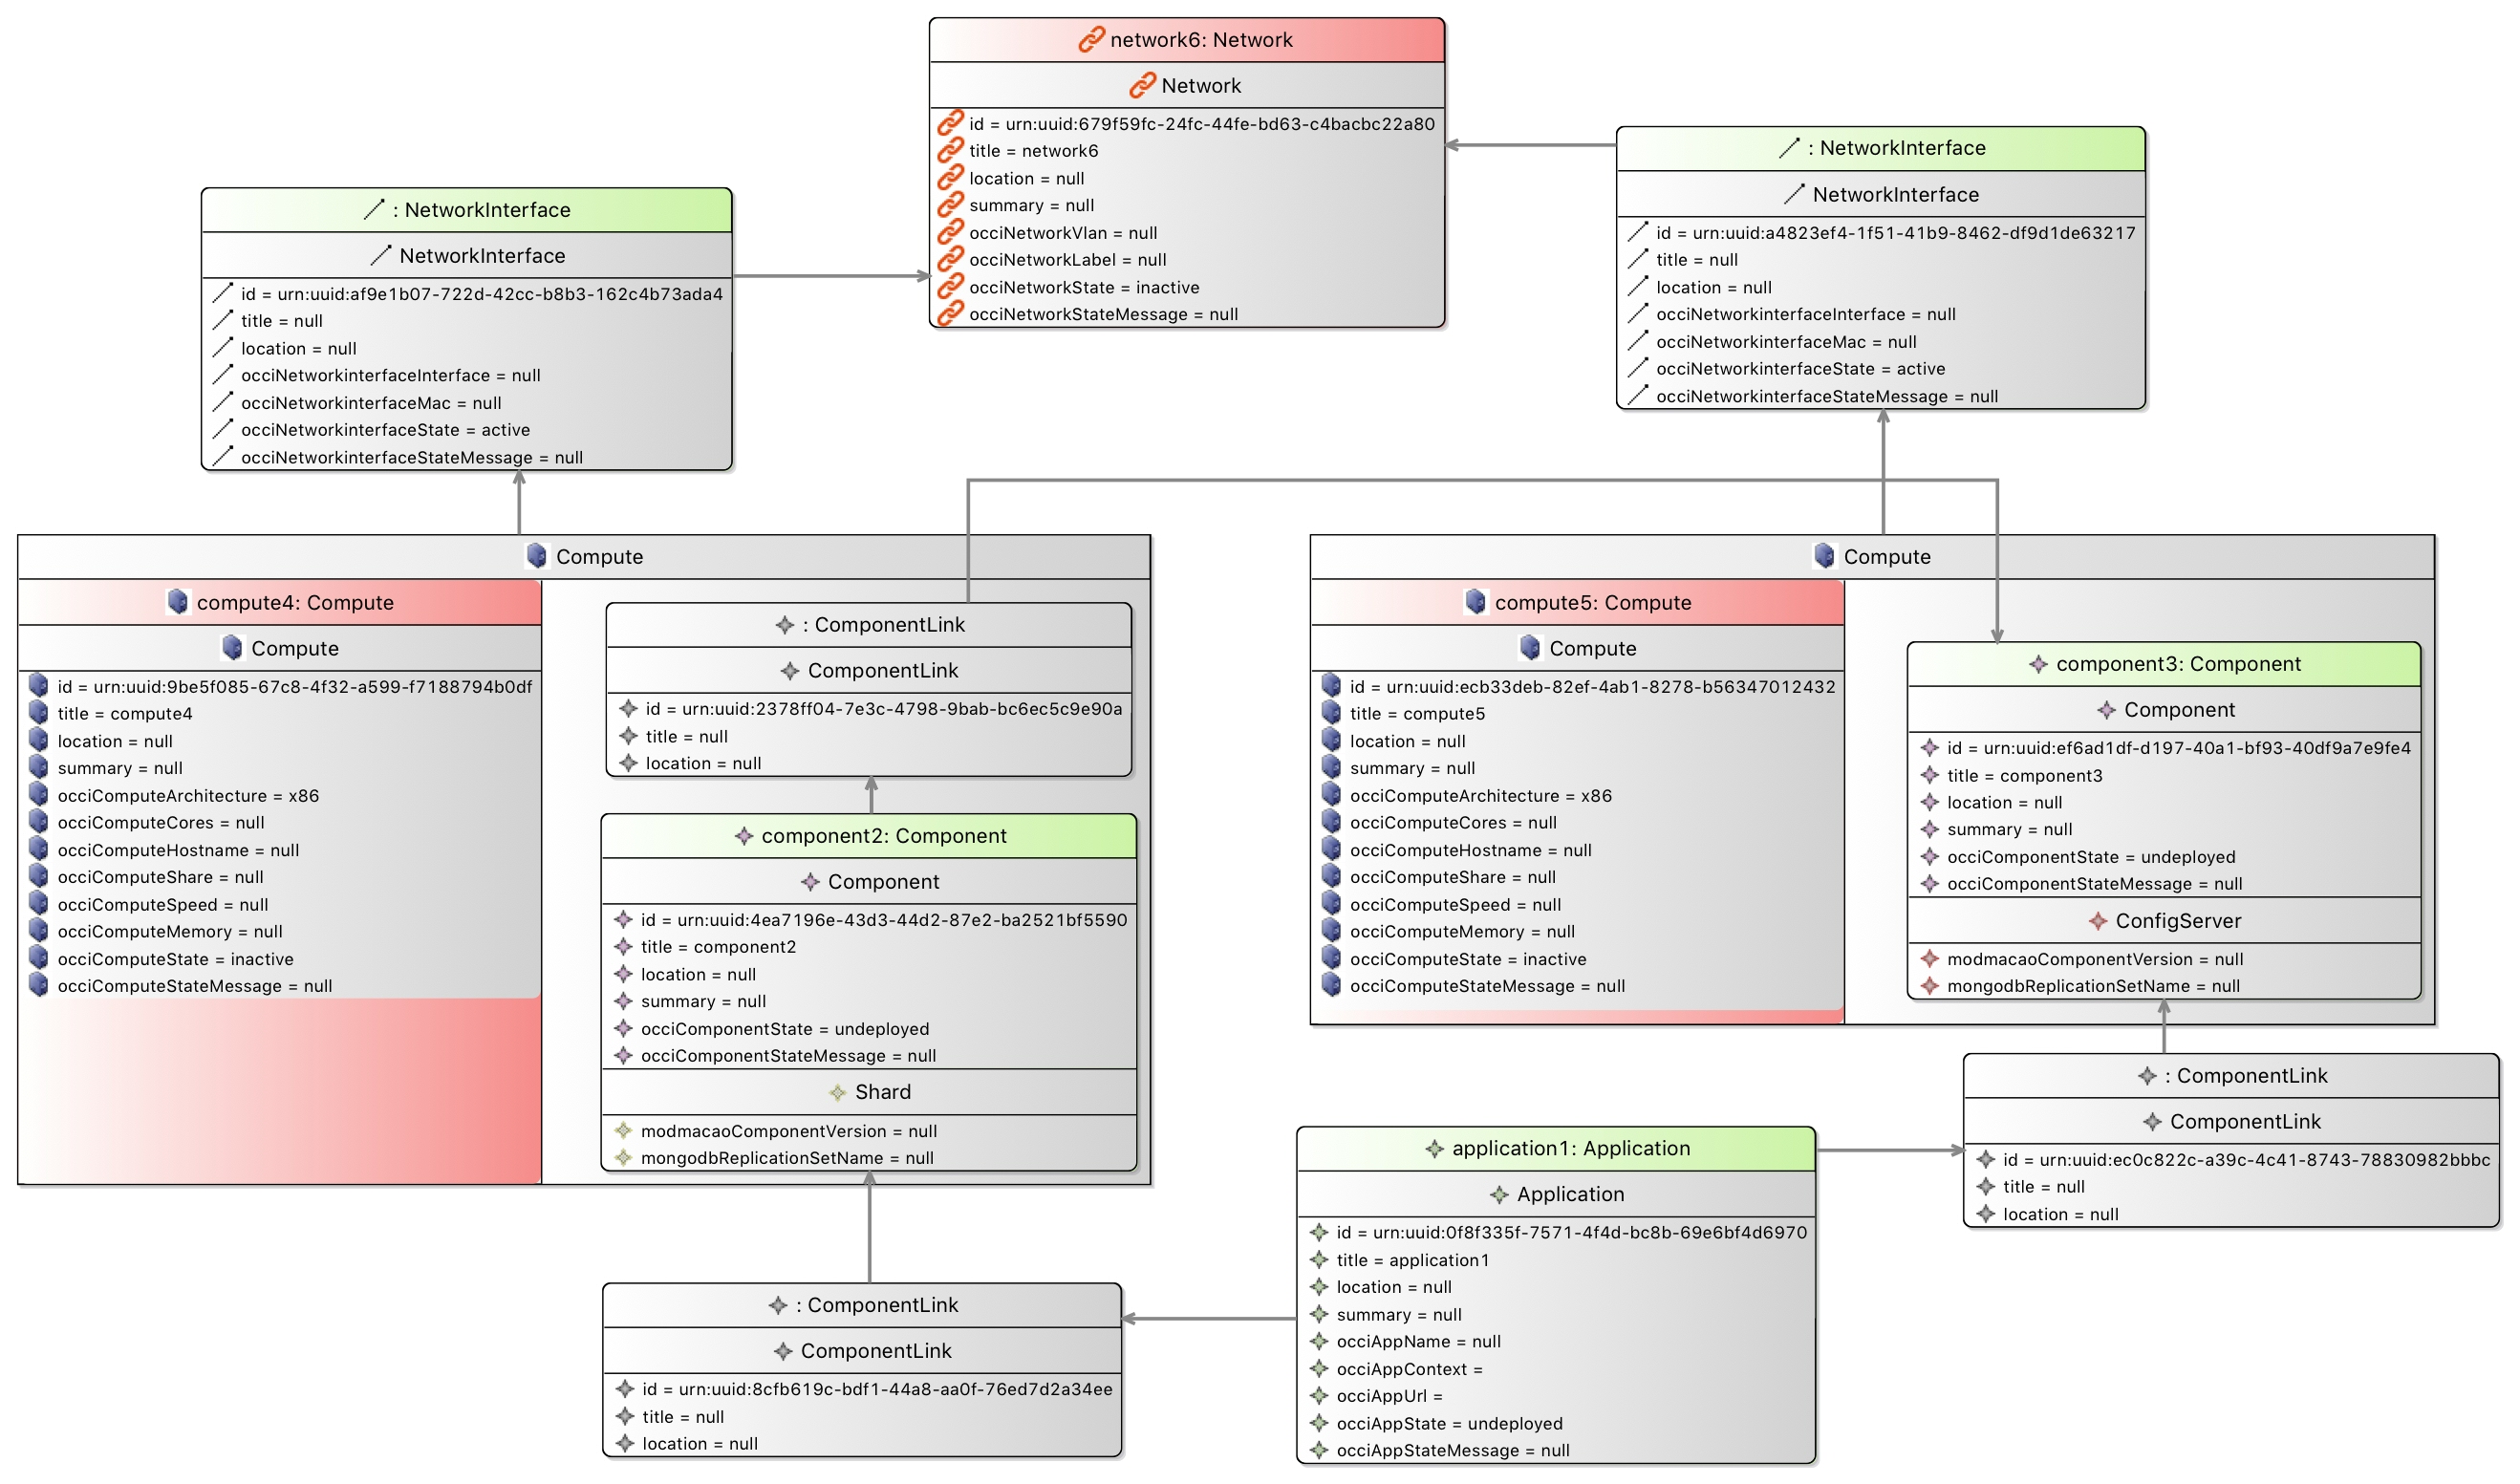 network6: Network
Network
id = urn:uuid:679f59fc-24fc-44fe-bd63-c4bacbc22a80
title = network6
location = null
summary = null
occiNetworkVlan = null
occiNetworkLabel = null
occiNetworkState = inactive
occiNetworkStateMessage = null
: NetworkInterface
NetworkInterface
id = urn:uuid:af9e1b07-722d-42cc-b8b3-162c4b73ada4
title = null
location = null
occiNetworkinterfaceInterface = null
occiNetworkinterfaceMac = null
occiNetworkinterfaceState = active
occiNetworkinterfaceStateMessage = null
: NetworkInterface
NetworkInterface
id = urn:uuid:a4823ef4-1f51-41b9-8462-df9d1de63217
title = null
location = null
occiNetworkinterfaceInterface = null
occiNetworkinterfaceMac = null
occiNetworkinterfaceState = active
occiNetworkinterfaceStateMessage = null
Compute
compute4: Compute
Compute
id = urn:uuid:9be5f085-67c8-4f32-a599-f7188794b0df
title = compute4
location = null
summary = null
occiComputeArchitecture = x86
occiComputeCores = null
occiComputeHostname = null
occiComputeShare = null
occiComputeSpeed = null
occiComputeMemory = null
occiComputeState = inactive
occiComputeStateMessage = null
: ComponentLink
ComponentLink
id = urn:uuid:2378ff04-7e3c-4798-9bab-bc6ec5c9e90a
title = null
location = null
component2: Component
Component
id = urn:uuid:4ea7196e-43d3-44d2-87e2-ba2521bf5590
title = component2
location = null
summary = null
occiComponentState = undeployed
occiComponentStateMessage = null
Shard
modmacaoComponentVersion = null
mongodbReplicationSetName = null
Compute
compute5: Compute
Compute
id = urn:uuid:ecb33deb-82ef-4ab1-8278-b56347012432
title = compute5
location = null
summary = null
occiComputeArchitecture = x86
occiComputeCores = null
occiComputeHostname = null
occiComputeShare = null
occiComputeSpeed = null
occiComputeMemory = null
occiComputeState = inactive
occiComputeStateMessage = null
component3: Component
Component
id = urn:uuid:ef6ad1df-d197-40a1-bf93-40df9a7e9fe4
title = component3
location = null
summary = null
occiComponentState = undeployed
occiComponentStateMessage = null
ConfigServer
modmacaoComponentVersion = null
mongodbReplicationSetName = null
: ComponentLink
ComponentLink
id = urn:uuid:ec0c822c-a39c-4c41-8743-78830982bbbc
title = null
location = null
application1: Application
Application
id = urn:uuid:0f8f335f-7571-4f4d-bc8b-69e6bf4d6970
title = application1
location = null
summary = null
occiAppName = null
occiAppContext =
occiAppUrl =
occiAppState = undeployed
occiAppStateMessage = null
: ComponentLink
ComponentLink
id = urn:uuid:8cfb619c-bdf1-44a8-aa0f-76ed7d2a34ee
title = null
location = null